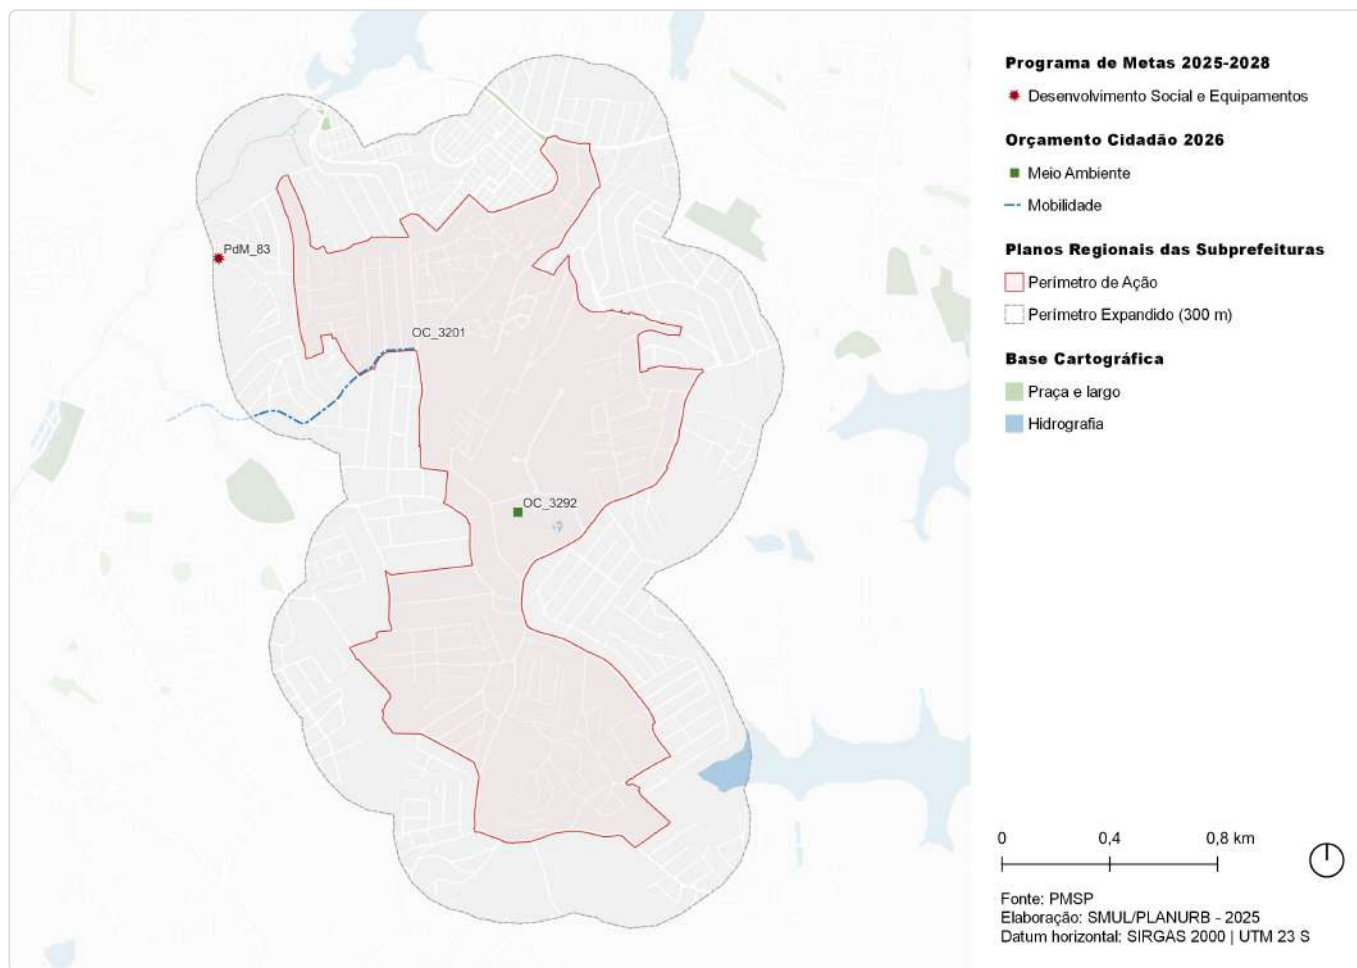 PdM_83
OC_3201
OC_3292
Programa de Metas 2025-2028
Desenvolvimento Social e Equipamentos
Orçamento Cidadão 2026
Meio Ambiente
Mobilidade
Planos Regionais das Subprefeituras
Perímetro de Ação
Perímetro Expandido (300 m)
Base Cartográfica
Praça e largo
Hidrografia
0 0,4 0,8 km
Fonte: PMSP
Elaboração: SMUL/PLANURB - 2025
Datum horizontal: SIRGAS 2000 | UTM 23 S